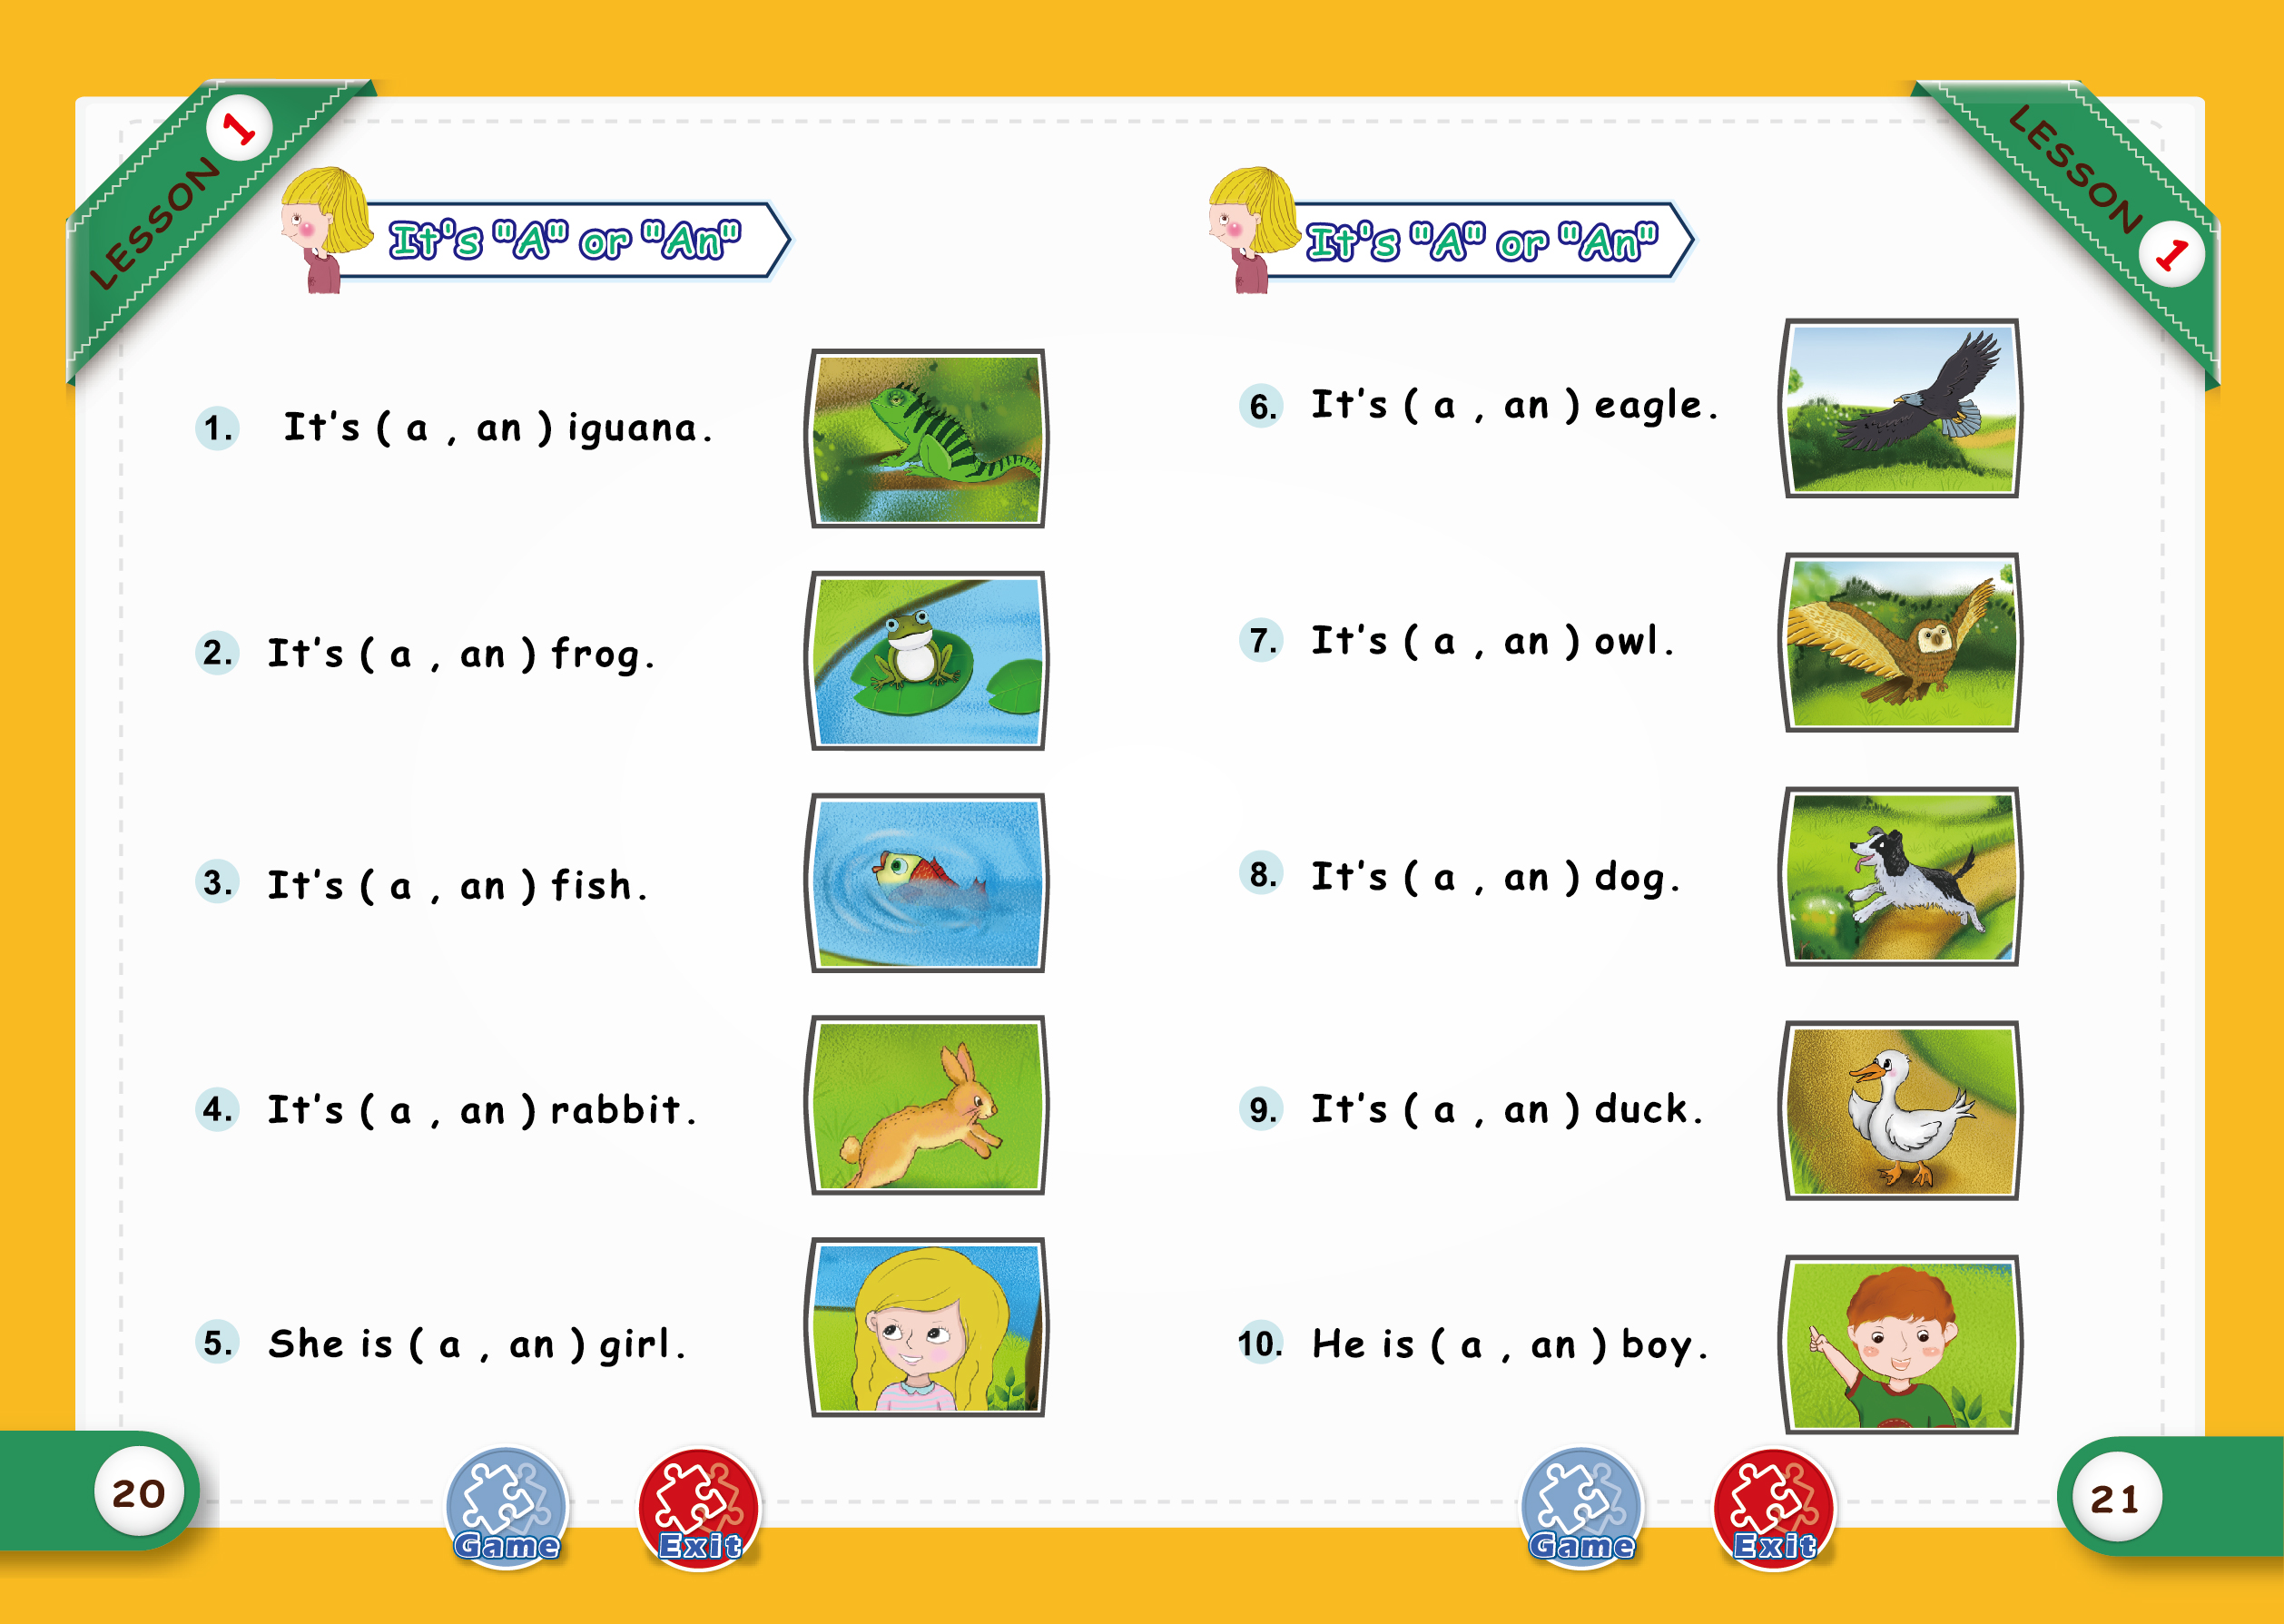 LESSON 1
It's "A" or "An"
1. It's ( a , an ) iguana.
2. It's ( a , an ) frog.
3. It's ( a , an ) fish.
4. It's ( a , an ) rabbit.
5. She is ( a , an ) girl.
20
Game
Exit
LESSON 1
It's "A" or "An"
6. It's ( a , an ) eagle.
7. It's ( a , an ) owl.
8. It's ( a , an ) dog.
9. It's ( a , an ) duck.
10. He is ( a , an ) boy.
Game
Exit
21